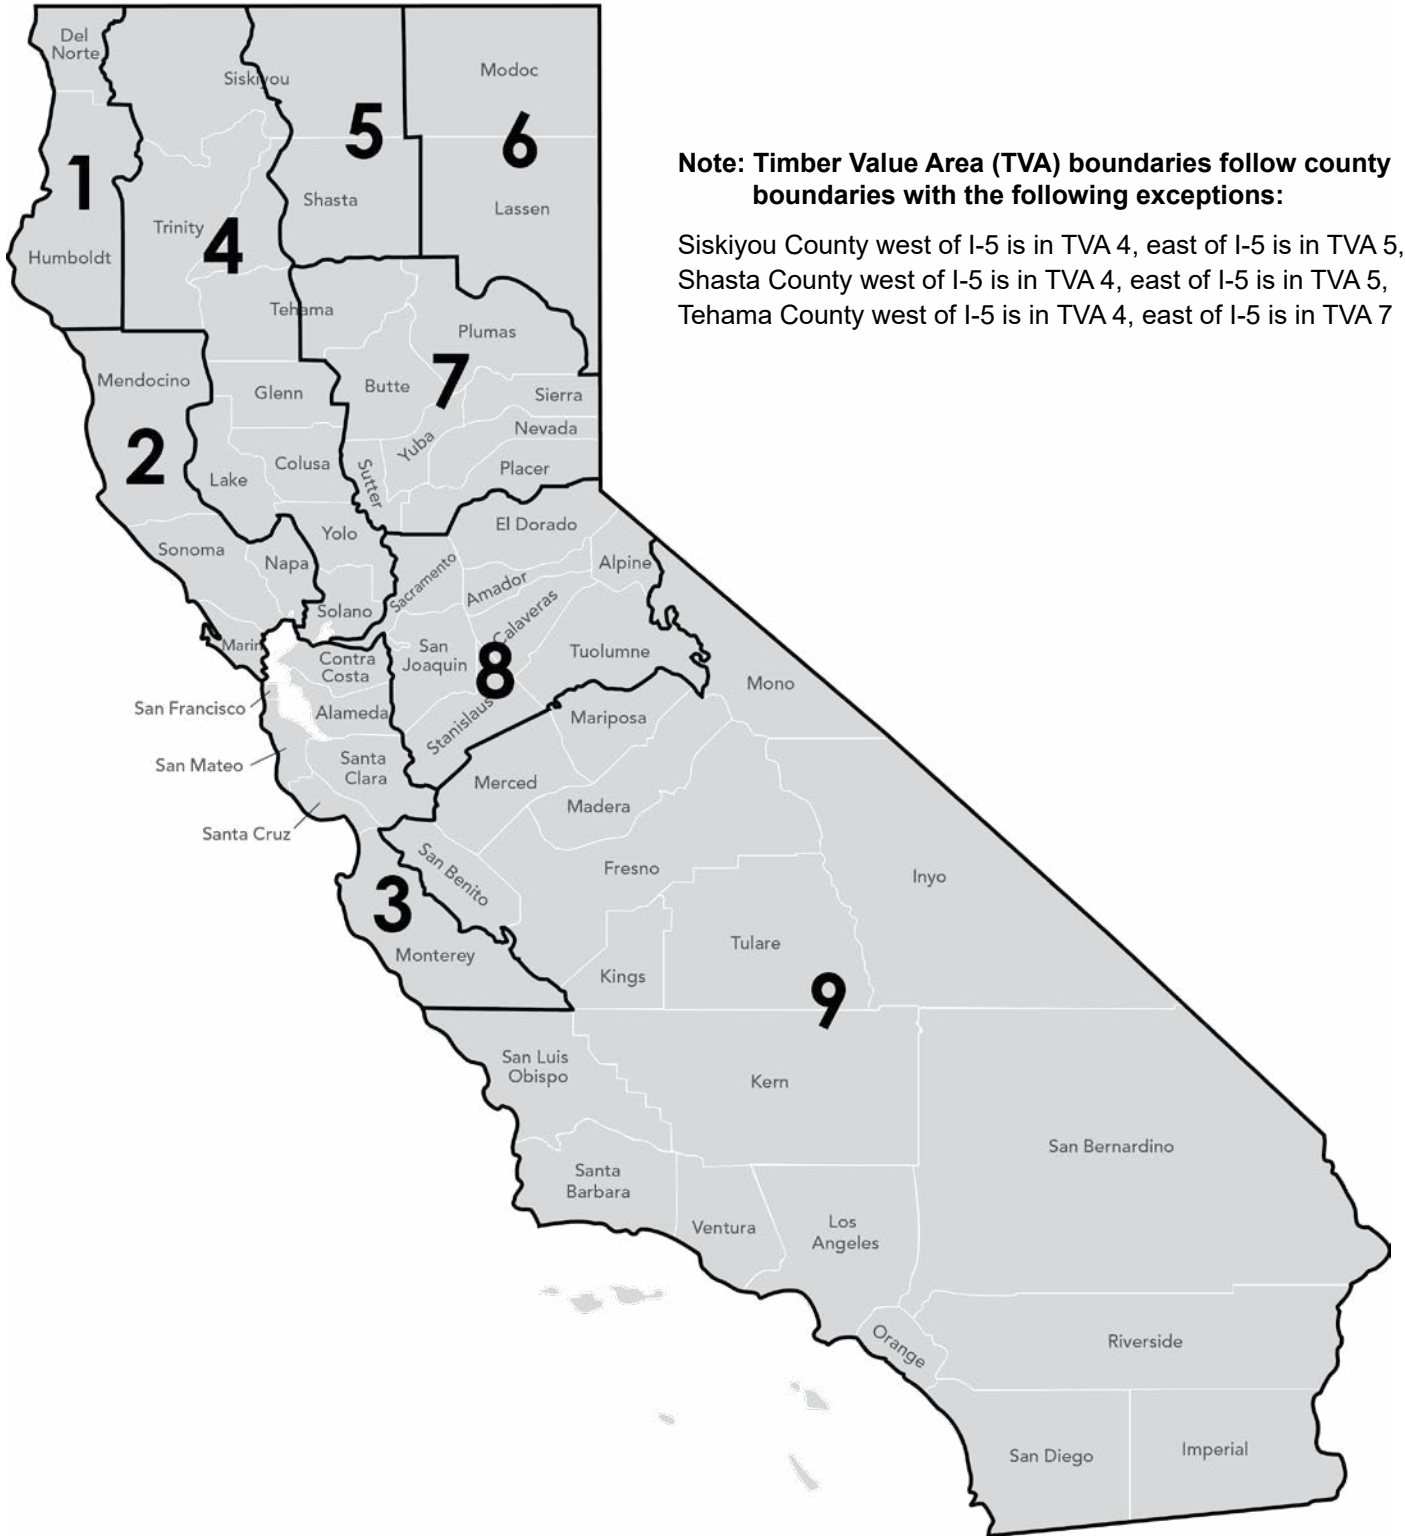 Del
Norte
Siskiyou
Modoc
5
6
1
Note: Timber Value Area (TVA) boundaries follow county
boundaries with the following exceptions:
Shasta
Lassen
Trinity
4
Humboldt
Siskiyou County west of I-5 is in TVA 4, east of I-5 is in TVA 5,
Shasta County west of I-5 is in TVA 4, east of I-5 is in TVA 5,
Tehama County west of I-5 is in TVA 4, east of I-5 is in TVA 7
Tehama
Plumas
Mendocino
Glenn
Butte
7
Sierra
2
Nevada
Yuba
Colusa
Lake
Sutter
Placer
El Dorado
Yolo
Sonoma
Napa
Sacramento
Amador
Alpine
Solano
Calaveras
Marin
Contra
Costa
San
Joaquin
8
Tuolumne
Mono
San Francisco
Alameda
Stanislaus
Mariposa
San Mateo
Santa
Clara
Merced
Madera
Santa Cruz
San Benito
Fresno
Inyo
3
Monterey
Tulare
Kings
9
San Luis
Obispo
Kern
San Bernardino
Santa
Barbara
Ventura
Los
Angeles
Orange
Riverside
San Diego
Imperial